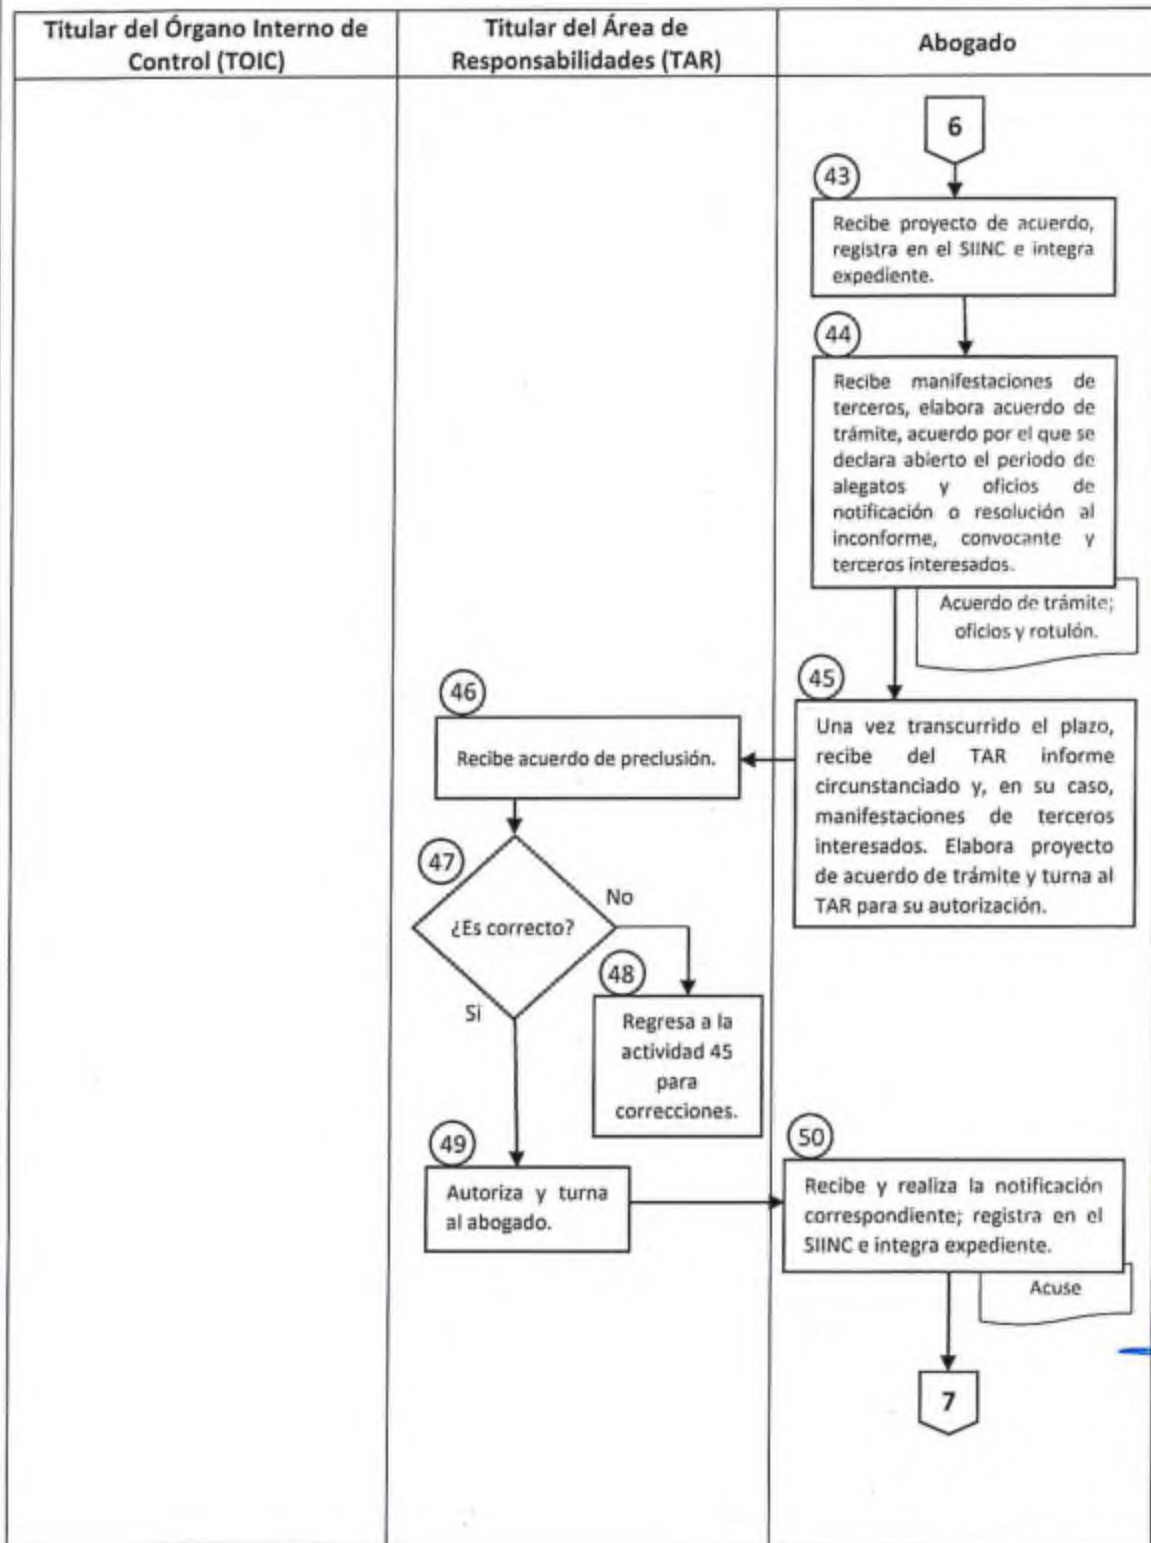 Titular del Órgano Interno de
Control (TOIC)
Titular del Área de
Responsabilidades (TAR)
Abogado
6
43
Recibe proyecto de acuerdo,
registra en el SIINC e integra
expediente.
44
Recibe manifestaciones de
terceros, elabora acuerdo de
trámite, acuerdo por el que se
declara abierto el periodo de
alegatos y oficios de
notificación o resolución al
inconforme, convocante y
terceros interesados.
Acuerdo de trámite;
oficios y rotulón.
45
Una vez transcurrido el plazo,
recibe del TAR informe
circunstanciado y, en su caso,
manifestaciones de terceros
interesados. Elabora proyecto
de acuerdo de trámite y turna al
TAR para su autorización.
46
Recibe acuerdo de preclusión.
47
¿Es correcto?
No
Si
48
Regresa a la
actividad 45
para
correcciones.
49
Autoriza y turna
al abogado.
50
Recibe y realiza la notificación
correspondiente; registra en el
SIINC e integra expediente.
Acuse
7